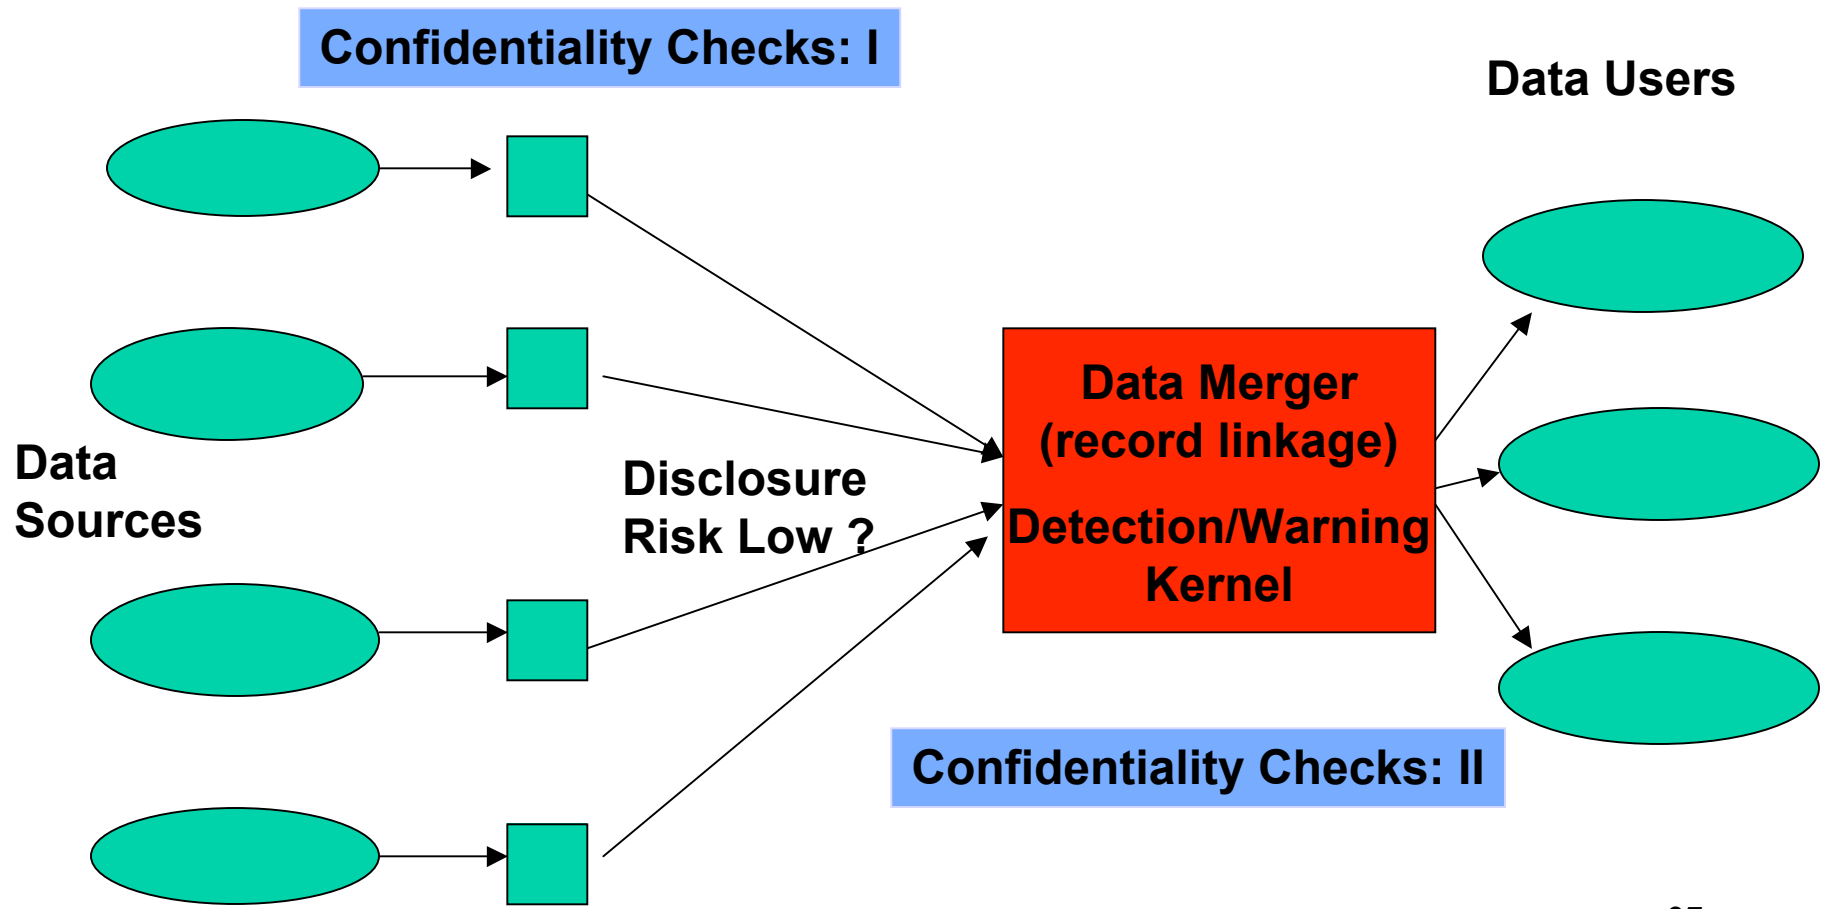 Confidentiality Checks: I
Data Users
Data
Sources
Disclosure
Risk Low ?
Data Merger
(record linkage)
Detection/Warning
Kernel
Confidentiality Checks: II